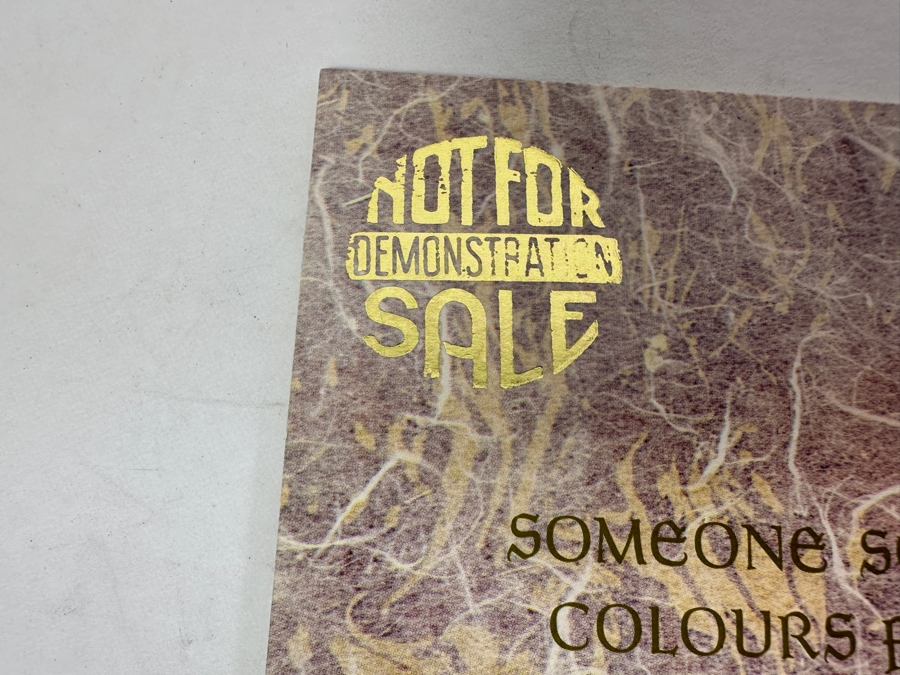 NOT FOR
DEMONSTRATION
SALE
SOMEONE
COLOURS